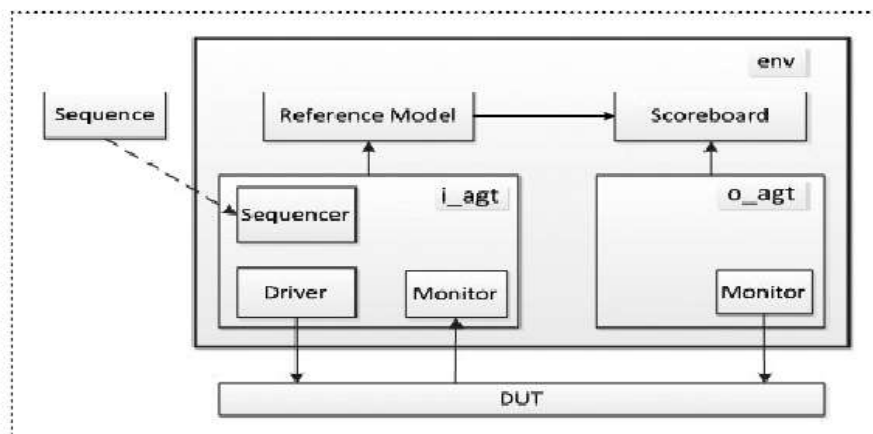 env
Sequence
Reference Model
Scoreboard
i_agt
o_agt
Sequencer
Driver
Monitor
Monitor
DUT